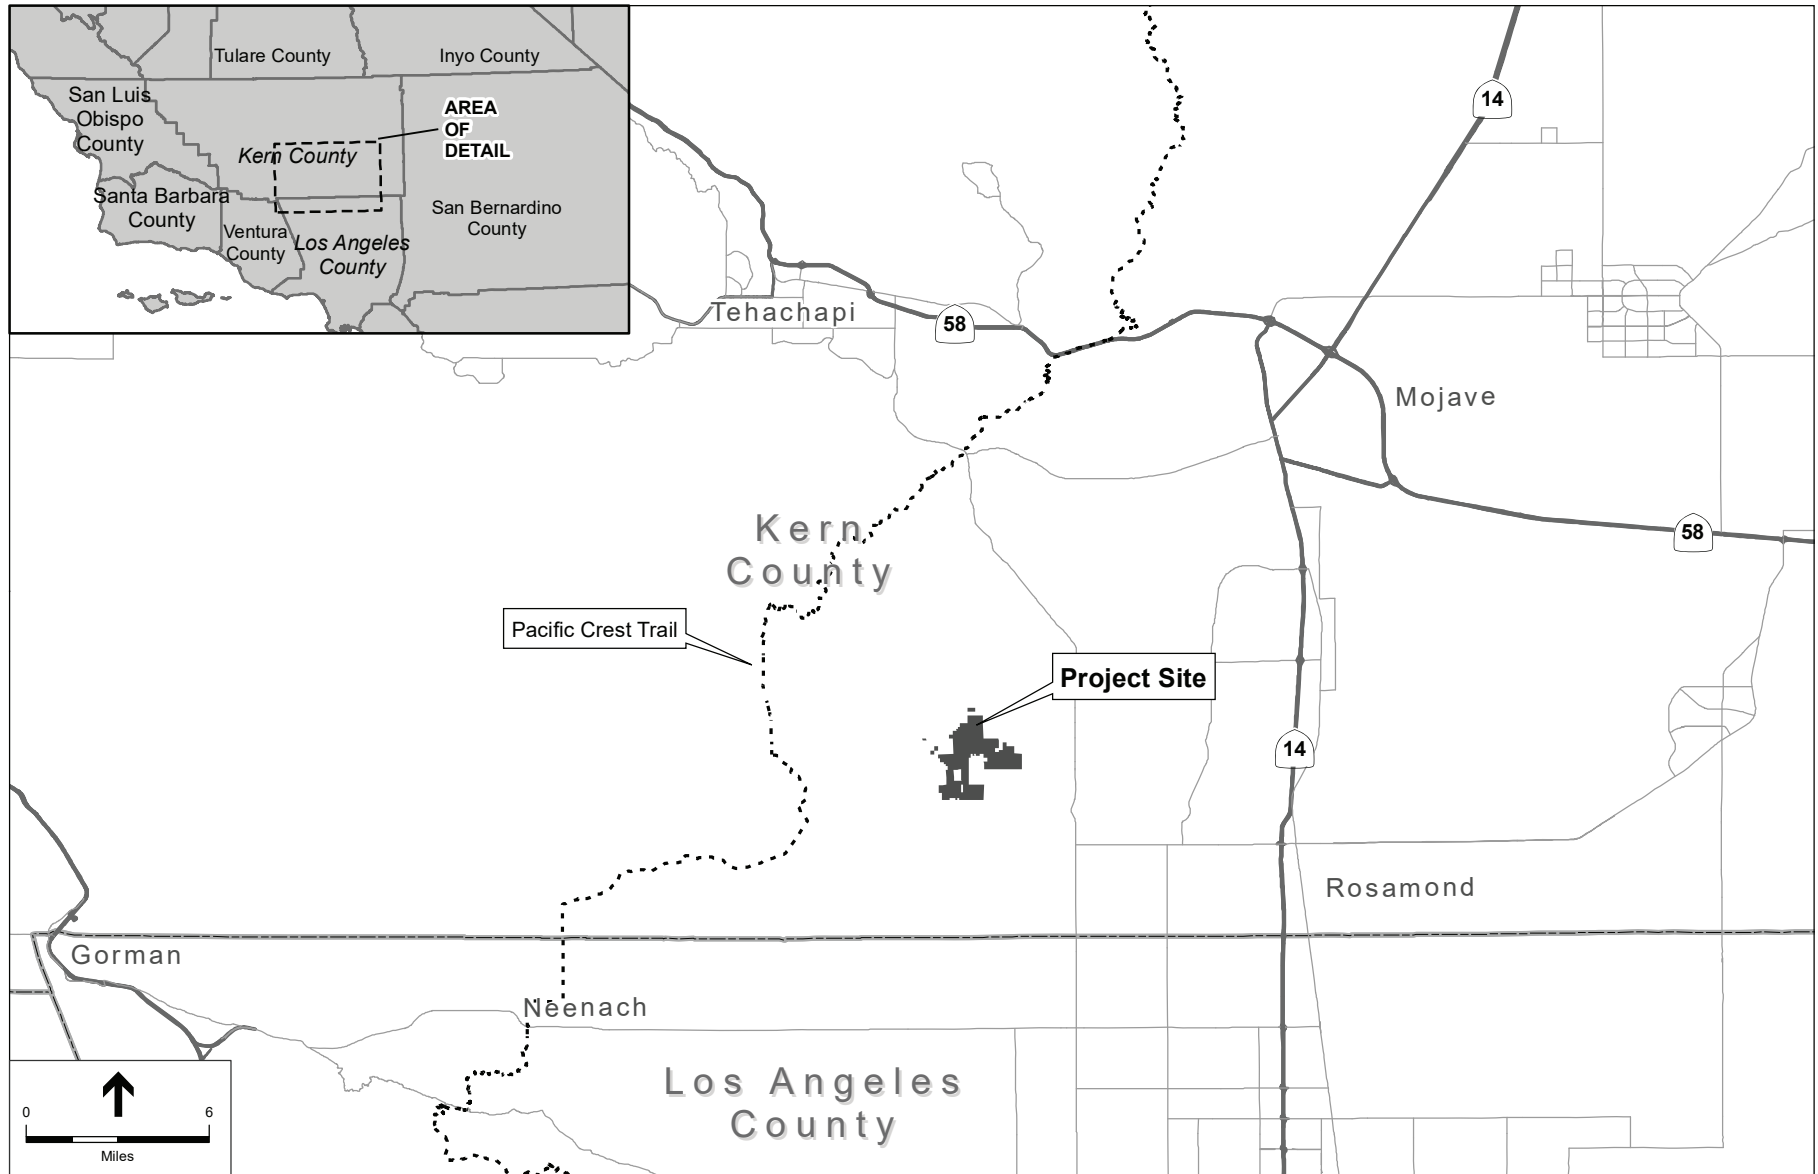 Tulare County
Inyo County
San Luis
Obispo
County
AREA
OF
DETAIL
Kern County
Santa Barbara
County
San Bernardino
County
Ventura
County
Los Angeles
County
14
Tehachapi
58
Mojave
58
Kern
County
Pacific Crest Trail
Project Site
14
Rosamond
Gorman
Neenach
Los Angeles
County
0 6
Miles